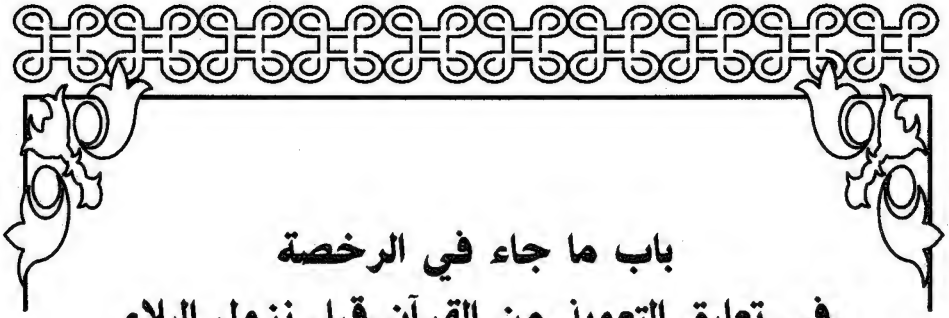 باب ما جاء في الرخصة
في تعليق التعويذ من القرآن قبل نزول البلاء